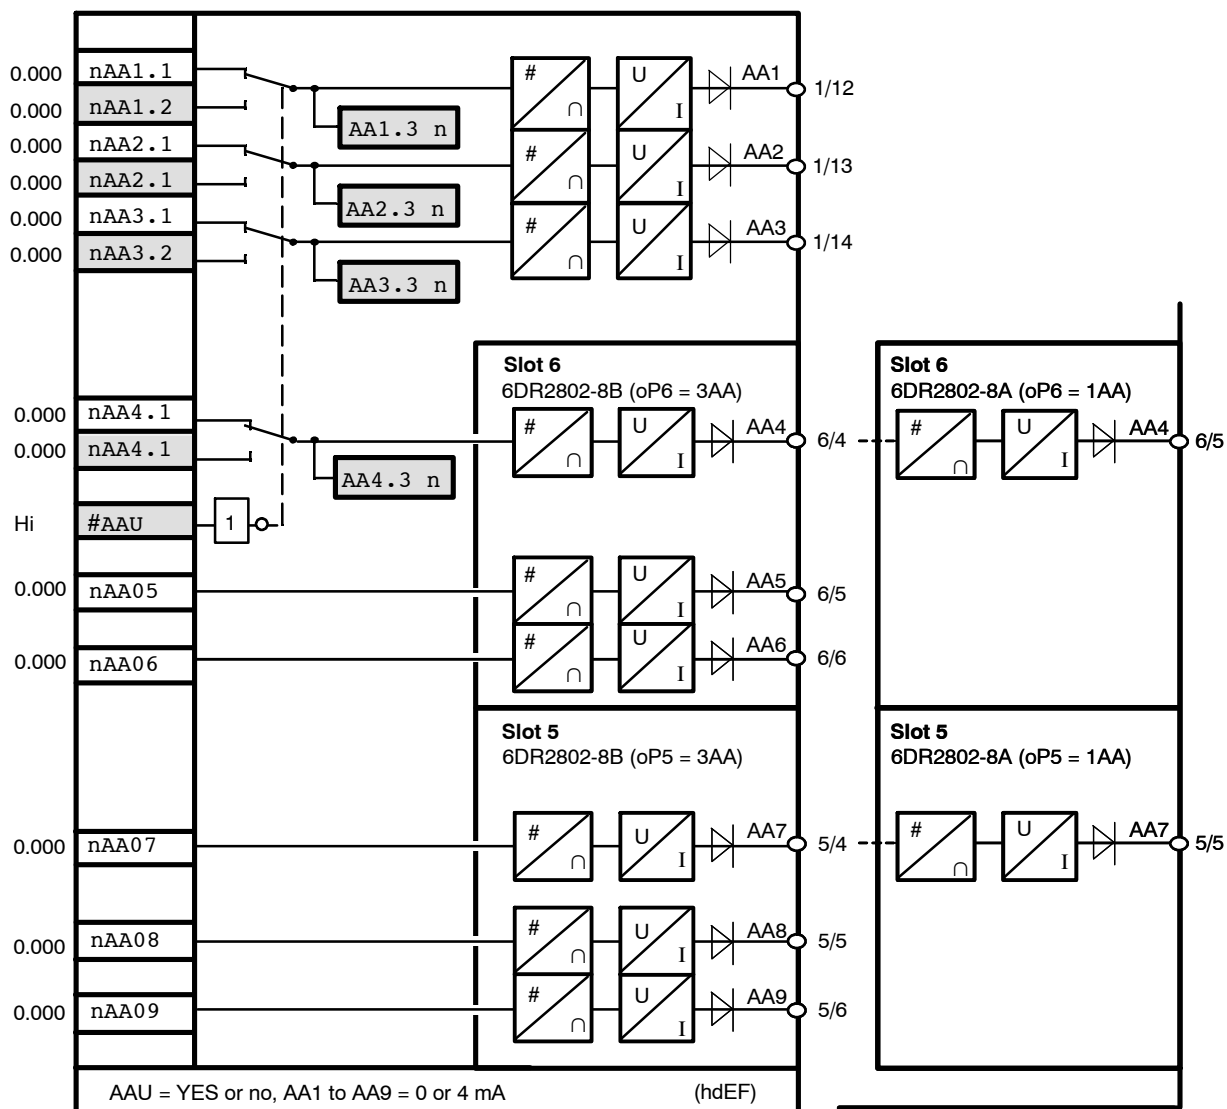 0.000 nAA1.1 # ∩ U I AA1 1/12
0.000 nAA1.2
AA1.3 n
0.000 nAA2.1 # ∩ U I AA2 1/13
0.000 nAA2.1
AA2.3 n
0.000 nAA3.1 # ∩ U I AA3 1/14
0.000 nAA3.2
AA3.3 n
Slot 6
6DR2802-8B (oP6 = 3AA)
Slot 6
6DR2802-8A (oP6 = 1AA)
0.000 nAA4.1 # ∩ U I AA4 6/4 # ∩ U I AA4 6/5
0.000 nAA4.1
AA4.3 n
Hi #AAU 1
0.000 nAA05 # ∩ U I AA5 6/5
0.000 nAA06 # ∩ U I AA6 6/6
Slot 5
6DR2802-8B (oP5 = 3AA)
Slot 5
6DR2802-8A (oP5 = 1AA)
0.000 nAA07 # ∩ U I AA7 5/4 # ∩ U I AA7 5/5
0.000 nAA08 # ∩ U I AA8 5/5
0.000 nAA09 # ∩ U I AA9 5/6
AAU = YES or no, AA1 to AA9 = 0 or 4 mA (hdEF)